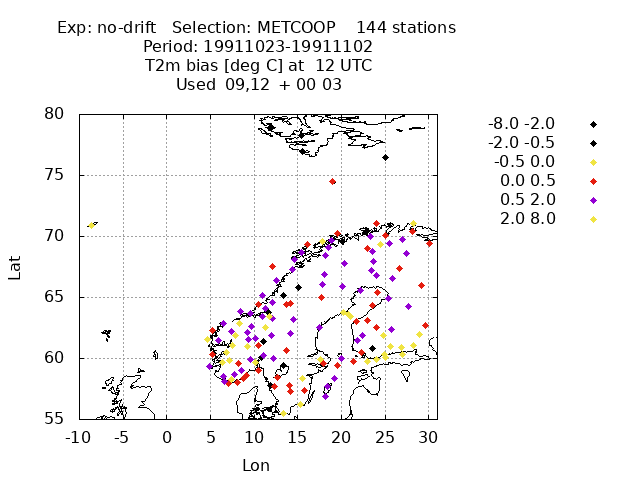 Exp: no-drift   Selection: METCOOP    144 stations
Period: 19911023-19911102
T2m bias [deg C] at  12 UTC
Used  09,12  + 00 03
80
75
70
65
60
55
-10 -5 0 5 10 15 20 25 30
Lat
Lon
-8.0 -2.0
-2.0 -0.5
-0.5 0.0
0.0 0.5
0.5 2.0
2.0 8.0